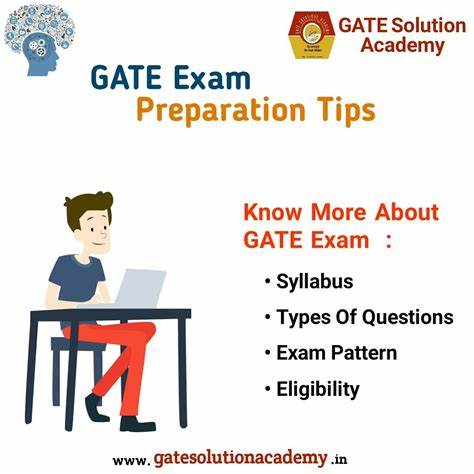 GATE Solution
Academy
GATE Exam
Preparation Tips
Know More About
GATE Exam :
• Syllabus
• Types Of Questions
• Exam Pattern
• Eligibility
www.gatesolutionacademy.in